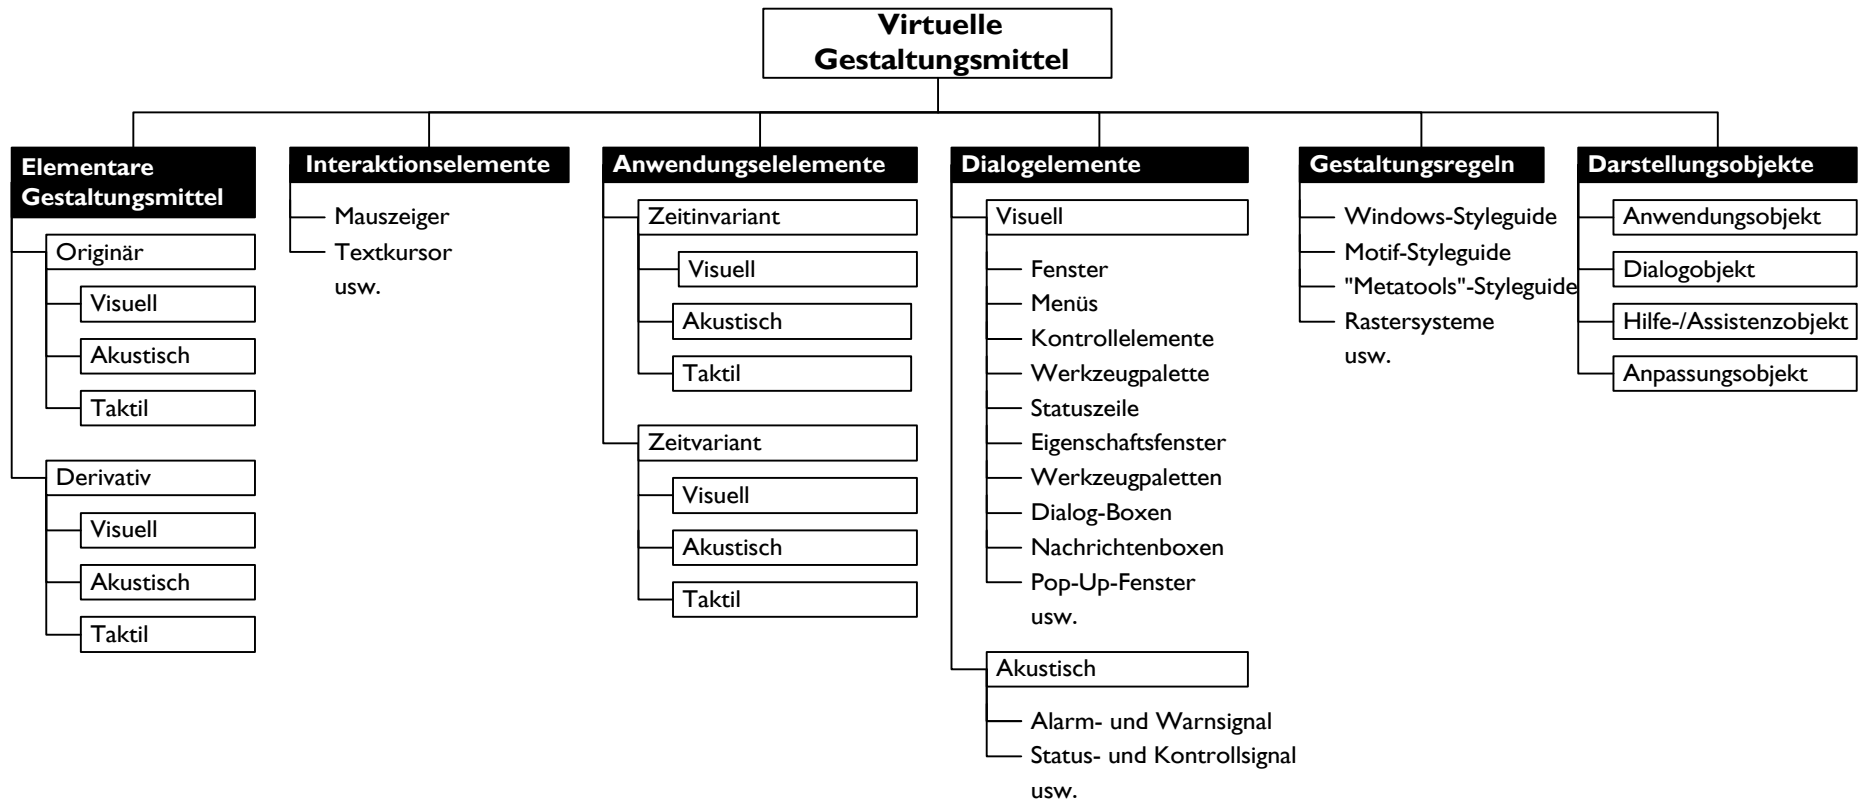 Virtuelle
Gestaltungsmittel
Elementare
Gestaltungsmittel
Originär
Visuell
Akustisch
Taktil
Derivativ
Visuell
Akustisch
Taktil
Interaktionselemente
Mauszeiger
Textkursor
usw.
Anwendungselelemente
Zeitinvariant
Visuell
Akustisch
Taktil
Zeitvariant
Visuell
Akustisch
Taktil
Dialogelemente
Visuell
Fenster
Menüs
Kontrollelemente
Werkzeugpalette
Statuszeile
Eigenschaftsfenster
Werkzeugpaletten
Dialog-Boxen
Nachrichtenboxen
Pop-Up-Fenster
usw.
Akustisch
Alarm- und Warnsignal
Status- und Kontrollsignal
usw.
Gestaltungsregeln
Windows-Styleguide
Motif-Styleguide
"Metatools"-Styleguide
Rastersysteme
usw.
Darstellungsobjekte
Anwendungsobjekt
Dialogobjekt
Hilfe-/Assistenzobjekt
Anpassungsobjekt